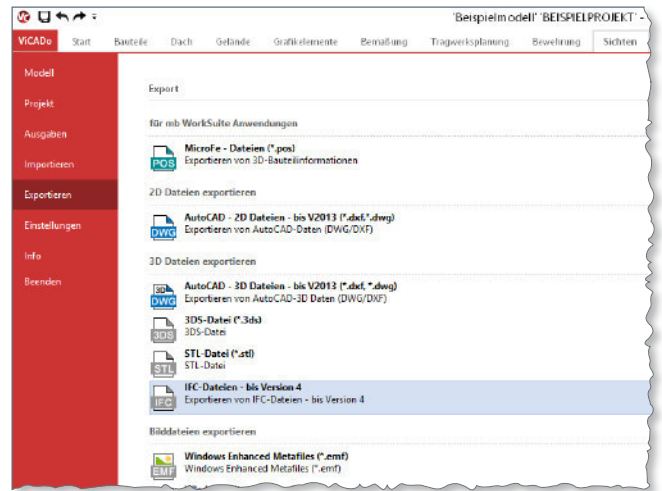 'Beispielmodell' 'BEISPIELPROJEKT' -
ViCADo Start Bauteile Dach Gelände Grafikelemente Bemaßung Tragwerksplanung Bewehrung Sichten
Modell
Projekt
Ausgaben
Importieren
Exportieren
Einstellungen
Info
Beenden
Export
für mb WorkSuite Anwendungen
POS
MicroFe - Dateien (*.pos)
Exportieren von 3D-Bauteilinformationen
2D Dateien exportieren
DWG
AutoCAD - 2D Dateien - bis V2013 (*.dxf,*.dwg)
Exportieren von AutoCAD-Daten (DWG/DXF)
3D Dateien exportieren
3D
DWG
AutoCAD - 3D Dateien - bis V2013 (*.dxf, *.dwg)
Exportieren von AutoCAD-3D Daten (DWG/DXF)
3DS
3DS-Datei (*.3ds)
3DS-Datei
STL
STL-Datei (*.stl)
STL-Datei
IFC
IFC-Dateien - bis Version 4
Exportieren von IFC-Dateien - bis Version 4
Bilddateien exportieren
EMF
Windows Enhanced Metafiles (*.emf)
Windows Enhanced Metafiles (*.emf)